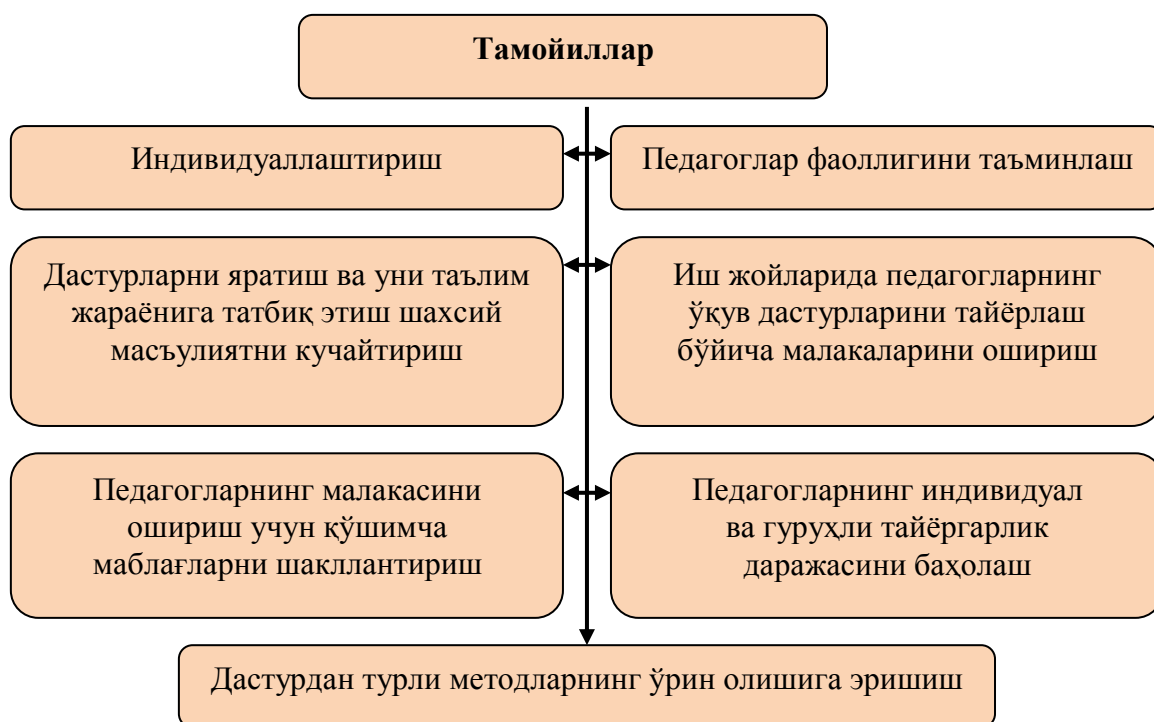 Тамойиллар
Индивидуаллаштириш
Педагоглар фаоллигини таъминлаш
Дастурларни яратиш ва уни таълим
жараёнига татбиқ этиш шахсий
масъулиятни кучайтириш
Иш жойларида педагогларнинг
ўқув дастурларини тайёрлаш
бўйича малакаларини ошириш
Педагогларнинг малакасини
ошириш учун қўшимча
маблағларни шакллантириш
Педагогларнинг индивидуал
ва гуруҳли тайёргарлик
даражасини баҳолаш
Дастурдан турли методларнинг ўрин олишига эришиш